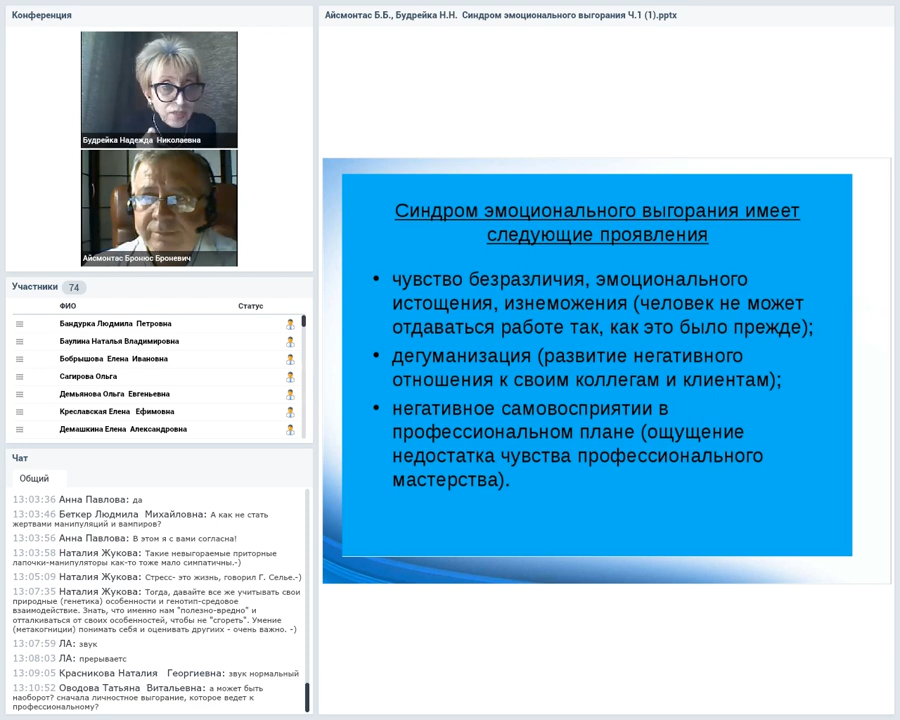 Конференция
Будрейка Надежда Николаевна
Айсмонтас Бронюс Броневич
Участники 74
ФИО Статус
Бандурка Людмила Петровна
Баулина Наталья Владимировна
Бобрышова Елена Ивановна
Сагирова Ольга
Демьянова Ольга Евгеньевна
Креславская Елена Ефимовна
Демашкина Елена Александровна
Чат
Общий
13:03:36 Анна Павлова: да
13:03:46 Беткер Людмила Михайловна: А как не стать
жертвами манипуляций и вампиров?
13:03:56 Анна Павлова: В этом я с вами согласна!
13:03:58 Наталия Жукова: Такие невыгораемые приторные
лапочки-манипуляторы как-то тоже мало симпатичны.-)
13:05:09 Наталия Жукова: Стресс- это жизнь, говорил Г. Селье.-)
13:07:35 Наталия Жукова: Тогда, давайте все же учитывать свои
природные (генетика) особенности и генотип-средовое
взаимодействие. Знать, что именно нам "полезно-вредно" и
отталкиваться от своих особенностей, чтобы не "сгореть". Умение
(метакогниции) понимать себя и оценивать другиих - очень важно. -)
13:07:59 ЛА: звук
13:08:03 ЛА: прерываетс
13:09:05 Красникова Наталия Георгиевна: звук нормальный
13:10:52 Оводова Татьяна Витальевна: а может быть
наоборот? сначала личностное выгорание, которое ведет к
профессиональному?
Айсмонтас Б.Б., Будрейка Н.Н. Синдром эмоционального выгорания Ч.1 (1).pptx
Синдром эмоционального выгорания имеет
следующие проявления
• чувство безразличия, эмоционального
истощения, изнеможения (человек не может
отдаваться работе так, как это было прежде);
• дегуманизация (развитие негативного
отношения к своим коллегам и клиентам);
• негативное самовосприятии в
профессиональном плане (ощущение
недостатка чувства профессионального
мастерства).